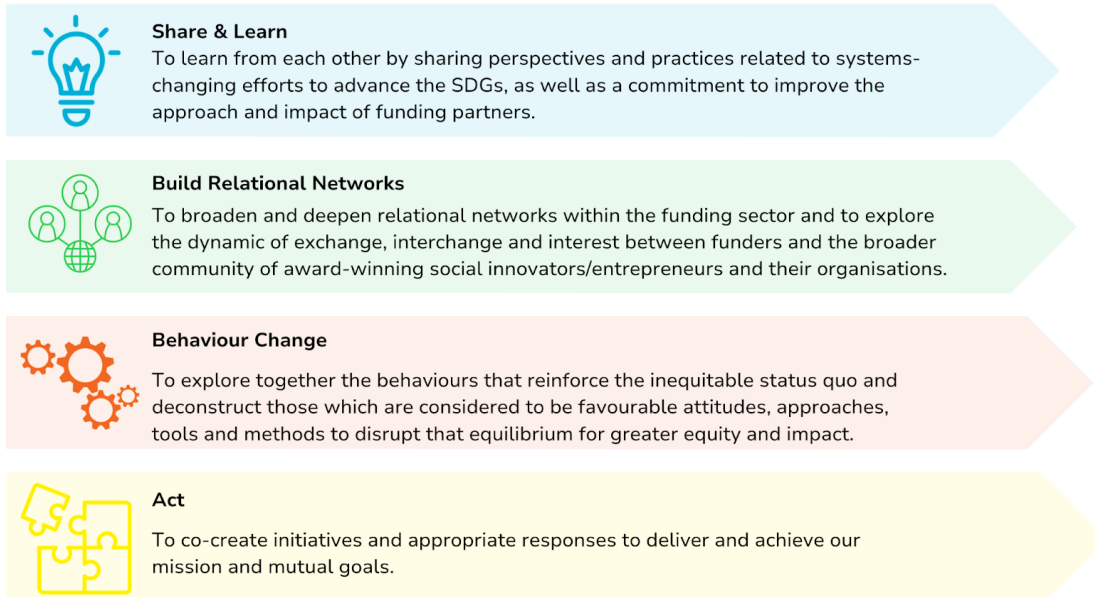 Share & Learn
To learn from each other by sharing perspectives and practices related to systems-
changing efforts to advance the SDGs, as well as a commitment to improve the
approach and impact of funding partners.
Build Relational Networks
To broaden and deepen relational networks within the funding sector and to explore
the dynamic of exchange, interchange and interest between funders and the broader
community of award-winning social innovators/entrepreneurs and their organisations.
Behaviour Change
To explore together the behaviours that reinforce the inequitable status quo and
deconstruct those which are considered to be favourable attitudes, approaches,
tools and methods to disrupt that equilibrium for greater equity and impact.
Act
To co-create initiatives and appropriate responses to deliver and achieve our
mission and mutual goals.